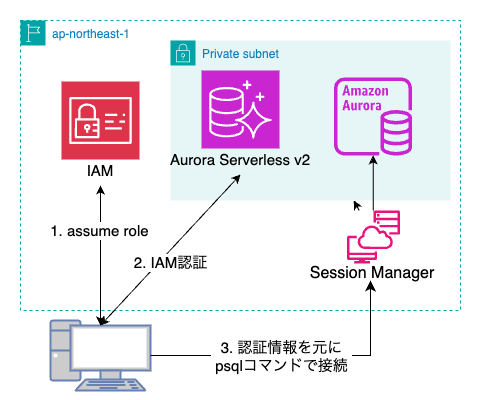 ap-northeast-1
Private subnet
Amazon
Aurora
IAM
Aurora Serverless v2
1. assume role
2. IAM認証
Session Manager
3. 認証情報を元に
psqlコマンドで接続